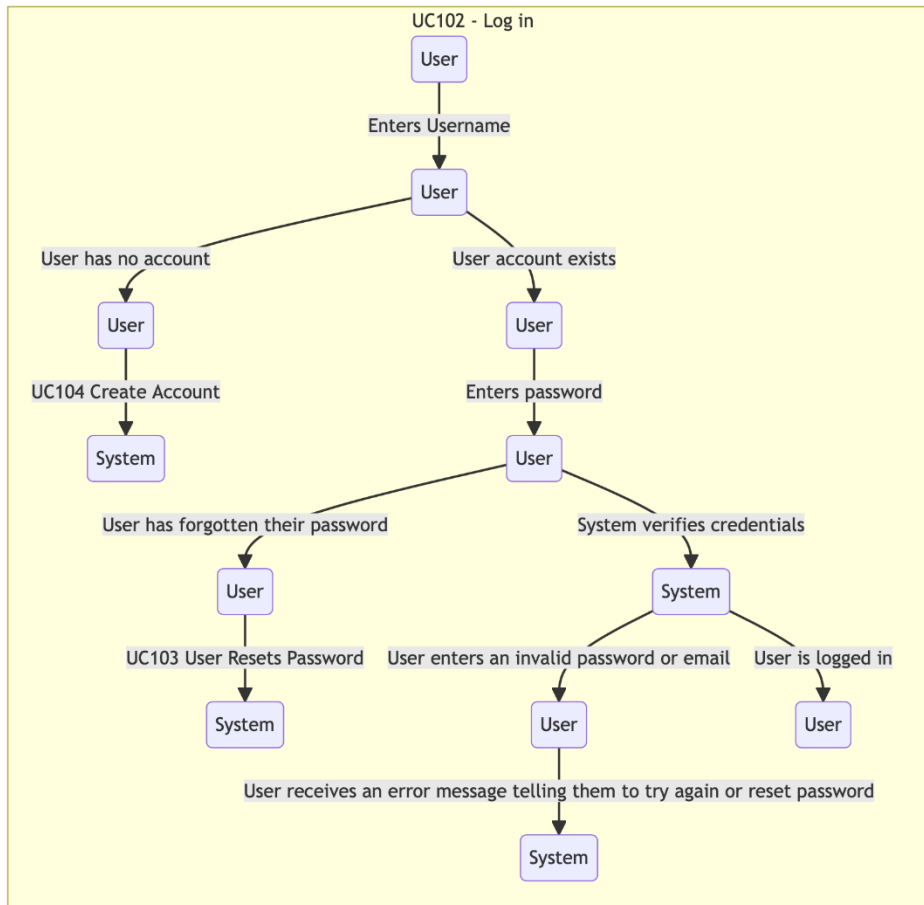 UC102 - Log in
User
Enters Username
User
User has no account
User account exists
User
User
UC104 Create Account
Enters password
System
User
User has forgotten their password
System verifies credentials
User
System
UC103 User Resets Password
User enters an invalid password or email
User is logged in
System
User
User
User receives an error message telling them to try again or reset password
System